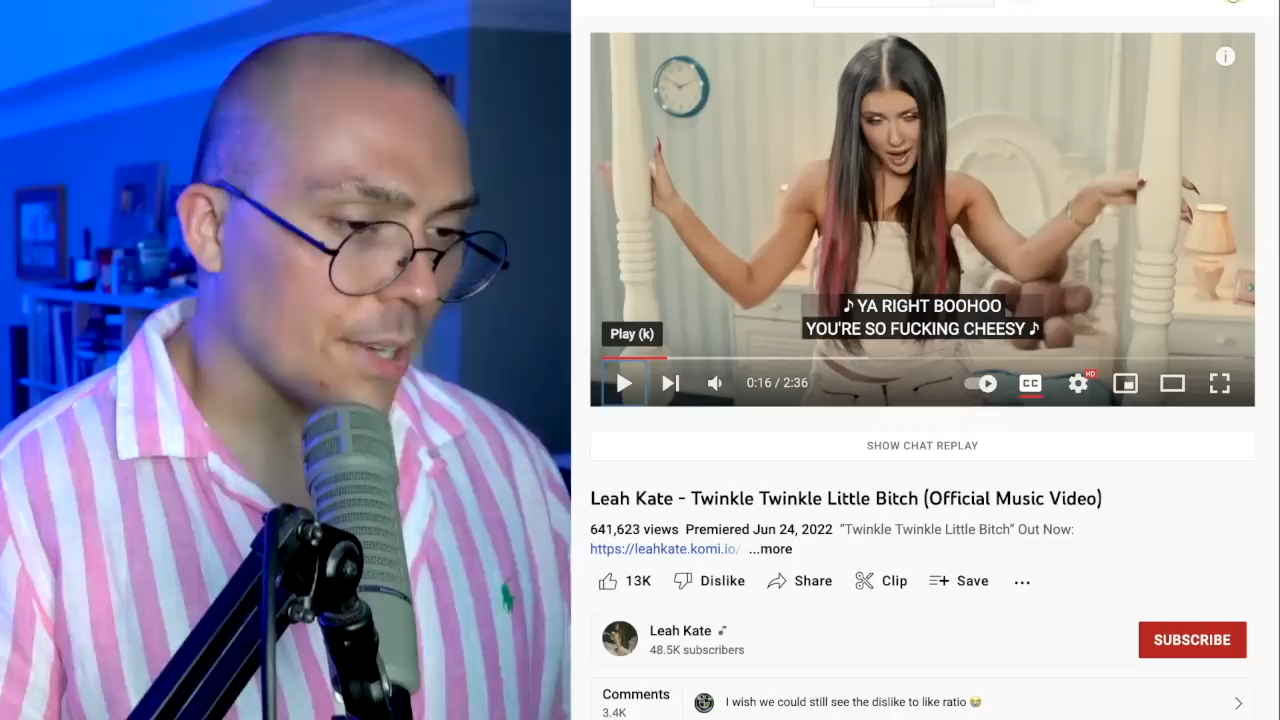 ♪ YA RIGHT BOOHOO
YOU'RE SO FUCKING CHEESY ♪
Play (k)
0:16 / 2:36
CC
HD
SHOW CHAT REPLAY
Leah Kate - Twinkle Twinkle Little Bitch (Official Music Video)
641,623 views Premiered Jun 24, 2022 "Twinkle Twinkle Little Bitch" Out Now:
https://leahkate.komi.io/ ...more
13K Dislike Share Clip Save ...
Leah Kate
48.5K subscribers
SUBSCRIBE
Comments
3.4K
I wish we could still see the dislike to like ratio 😭